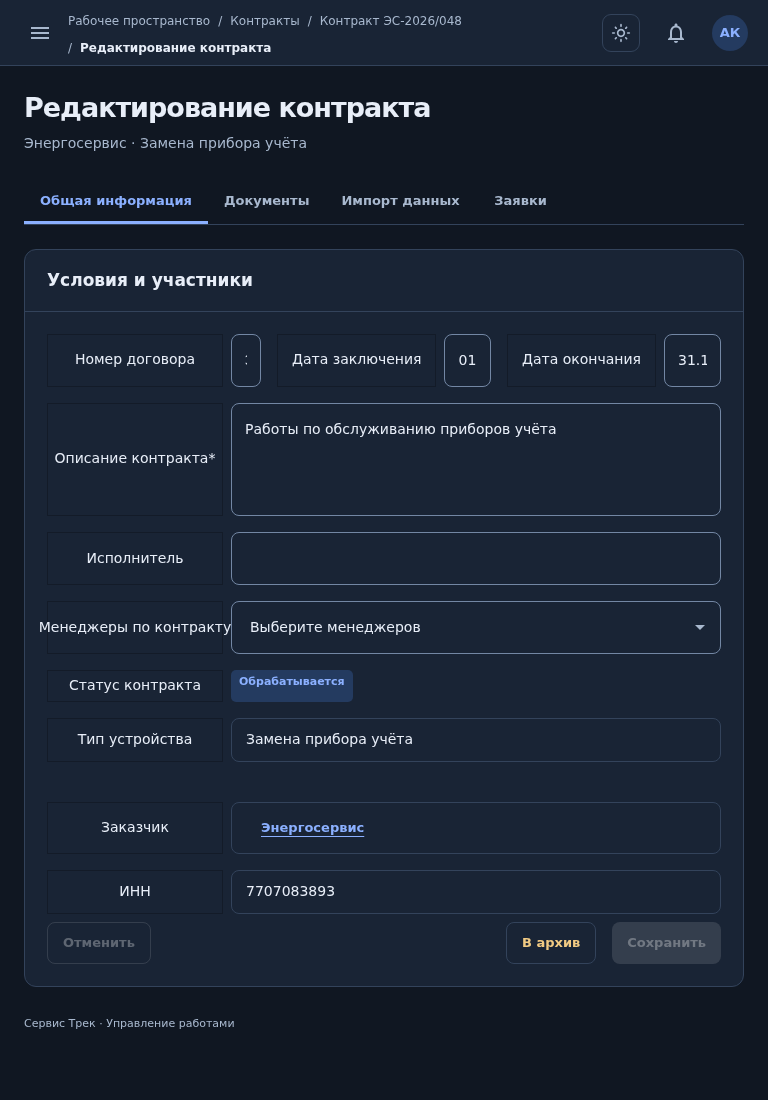 Рабочее пространство / Контракты / Контракт ЭС-2026/048
/ Редактирование контракта
АК
Редактирование контракта
Энергосервис · Замена прибора учёта
Общая информация Документы Импорт данных Заявки
Условия и участники
Номер договора Дата заключения 01 Дата окончания 31.1
Описание контракта* Работы по обслуживанию приборов учёта
Исполнитель
Менеджеры по контракту Выберите менеджеров
Статус контракта Обрабатывается
Тип устройства Замена прибора учёта
Заказчик Энергосервис
ИНН 7707083893
Отменить В архив Сохранить
Сервис Трек · Управление работами